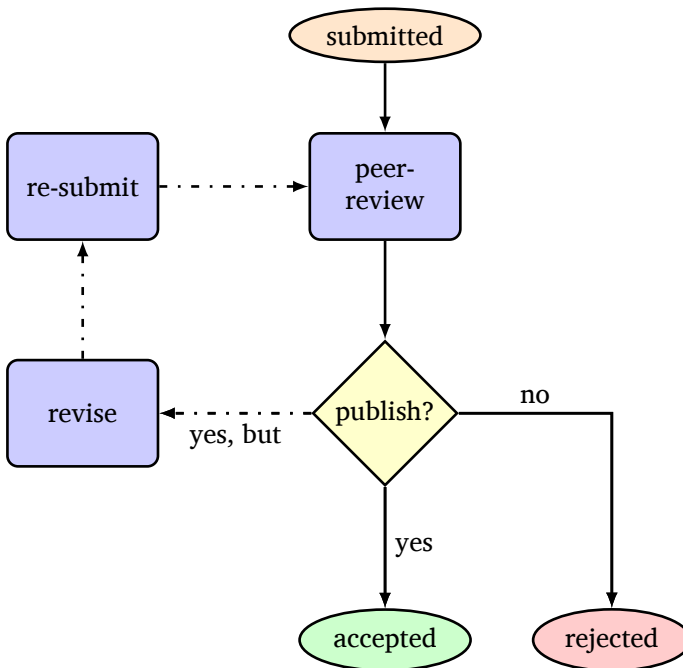 submitted
re-submit
peer-
review
revise
yes, but
publish?
no
yes
accepted
rejected